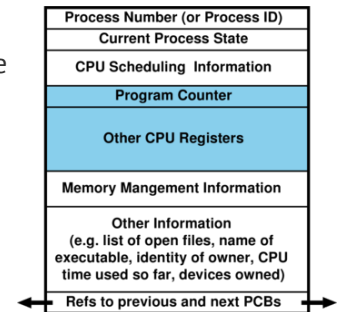 Process Number (or Process ID)
Current Process State
e
CPU Scheduling Information
Program Counter
Other CPU Registers
Memory Mangement Information
Other Information
(e.g. list of open files, name of
executable, identity of owner, CPU
time used so far, devices owned)
Refs to previous and next PCBs